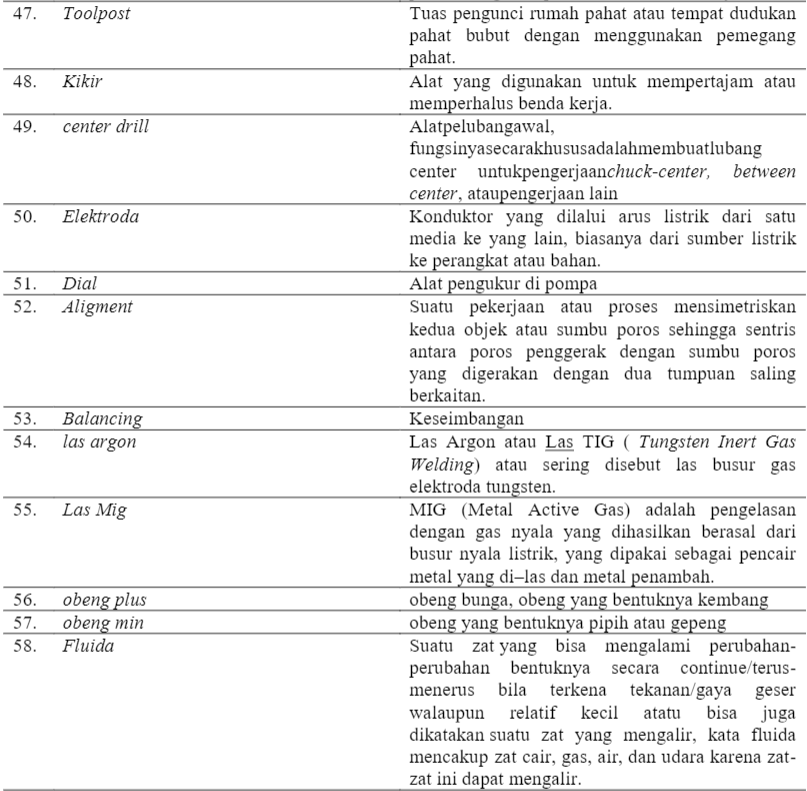 47. Toolpost Tuas pengunci rumah pahat atau tempat dudukan
pahat bubut dengan menggunakan pemegang
pahat.
48. Kikir Alat yang digunakan untuk mempertajam atau
memperhalus benda kerja.
49. center drill Alatpelubangawal,
fungsinyasecarakhususadalahmembuatlubang
center untukpengerjaanchuck-center, between
center, ataupengerjaan lain
50. Elektroda Konduktor yang dilalui arus listrik dari satu
media ke yang lain, biasanya dari sumber listrik
ke perangkat atau bahan.
51. Dial Alat pengukur di pompa
52. Aligment Suatu pekerjaan atau proses mensimetriskan
kedua objek atau sumbu poros sehingga sentris
antara poros penggerak dengan sumbu poros
yang digerakan dengan dua tumpuan saling
berkaitan.
53. Balancing Keseimbangan
54. las argon Las Argon atau Las TIG ( Tungsten Inert Gas
Welding) atau sering disebut las busur gas
elektroda tungsten.
55. Las Mig MIG (Metal Active Gas) adalah pengelasan
dengan gas nyala yang dihasilkan berasal dari
busur nyala listrik, yang dipakai sebagai pencair
metal yang di–las dan metal penambah.
56. obeng plus obeng bunga, obeng yang bentuknya kembang
57. obeng min obeng yang bentuknya pipih atau gepeng
58. Fluida Suatu zat yang bisa mengalami perubahan-
perubahan bentuknya secara continue/terus-
menerus bila terkena tekanan/gaya geser
walaupun relatif kecil atatu bisa juga
dikatakan suatu zat yang mengalir, kata fluida
mencakup zat cair, gas, air, dan udara karena zat-
zat ini dapat mengalir.